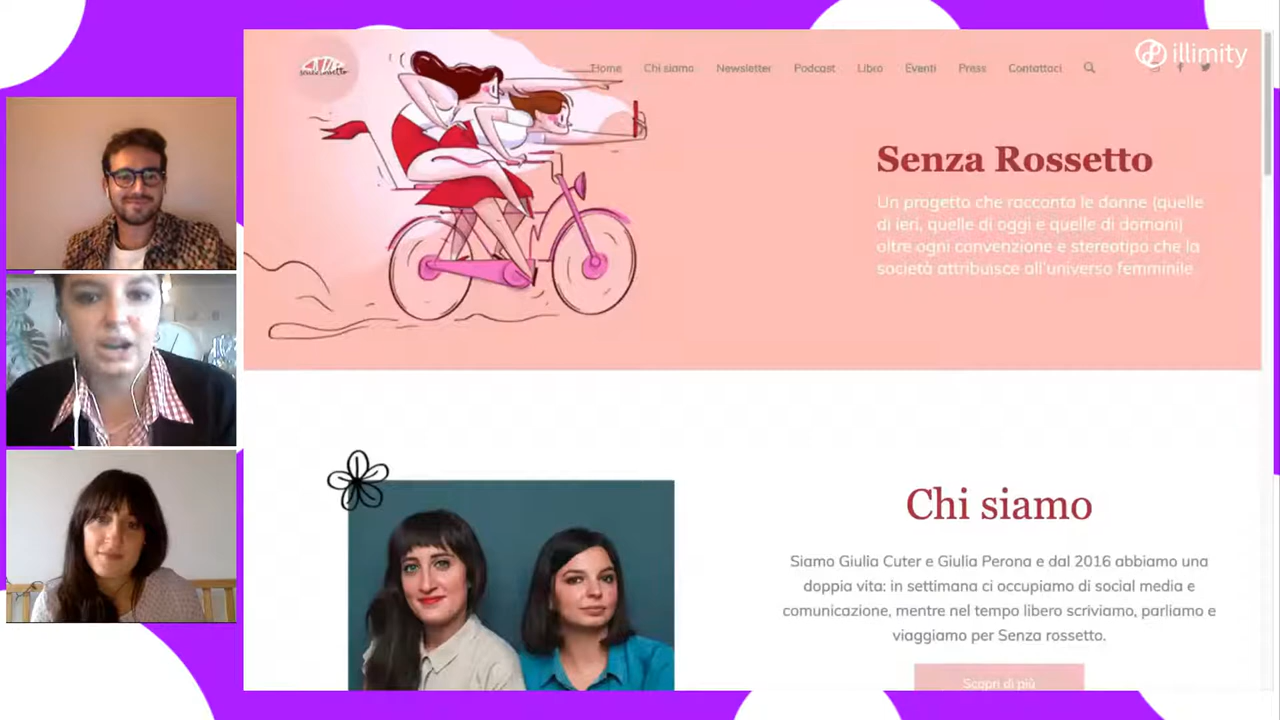 senza rossetto
Home Chi siamo Newsletter Podcast Libro Eventi Press Contattaci
illimity
Senza Rossetto
Un progetto che racconta le donne (quelle
di ieri, quelle di oggi e quelle di domani)
oltre ogni convenzione e stereotipo che la
società attribuisce all'universo femminile
Chi siamo
Siamo Giulia Cuter e Giulia Perona e dal 2016 abbiamo una
doppia vita: in settimana ci occupiamo di social media e
comunicazione, mentre nel tempo libero scriviamo, parliamo e
viaggiamo per Senza rossetto.
Scopri di più